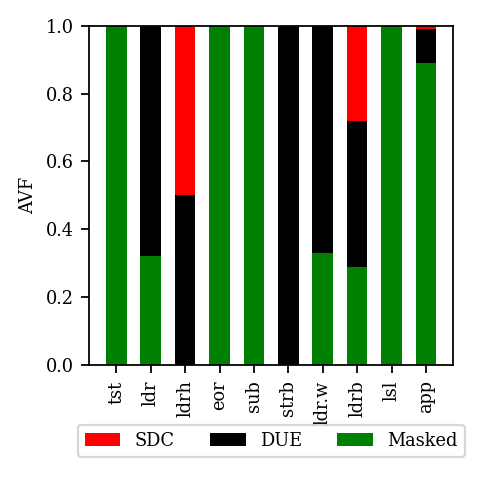 1.0
0.8
0.6
0.4
0.2
0.0
AVF
tst
ldr
ldrh
eor
sub
strb
ldr.w
ldrb
lsl
app
SDC DUE Masked